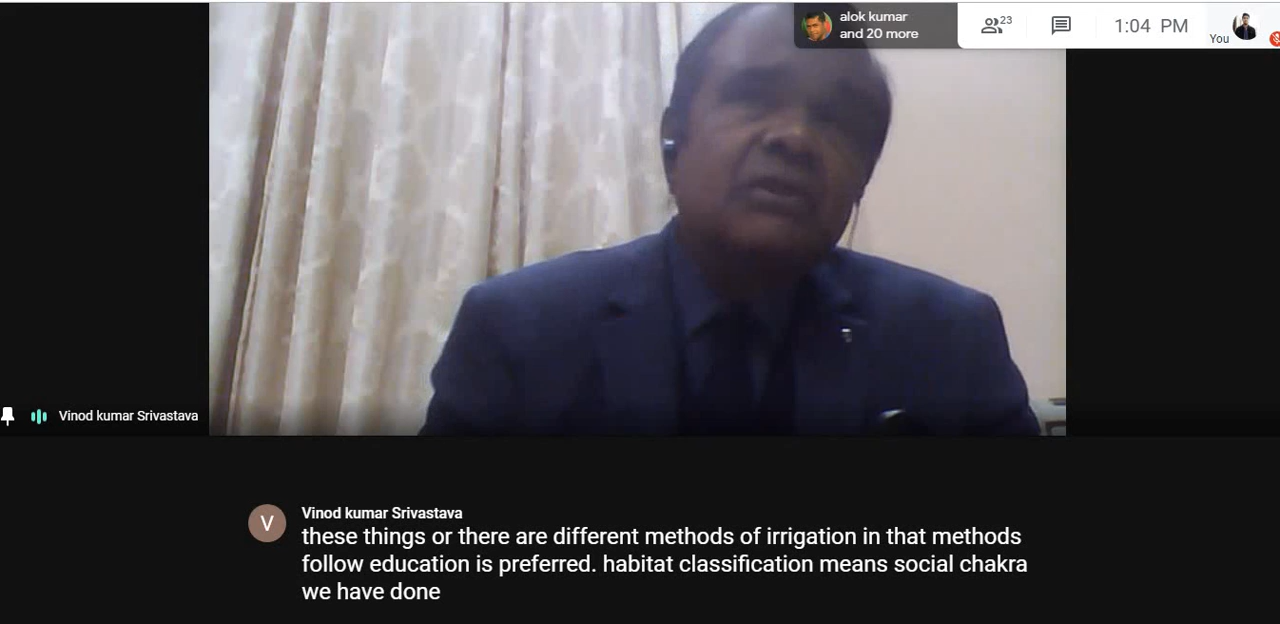 alok kumar
and 20 more
23
1:04 PM
You
Vinod kumar Srivastava
V
Vinod kumar Srivastava
these things or there are different methods of irrigation in that methods
follow education is preferred. habitat classification means social chakra
we have done